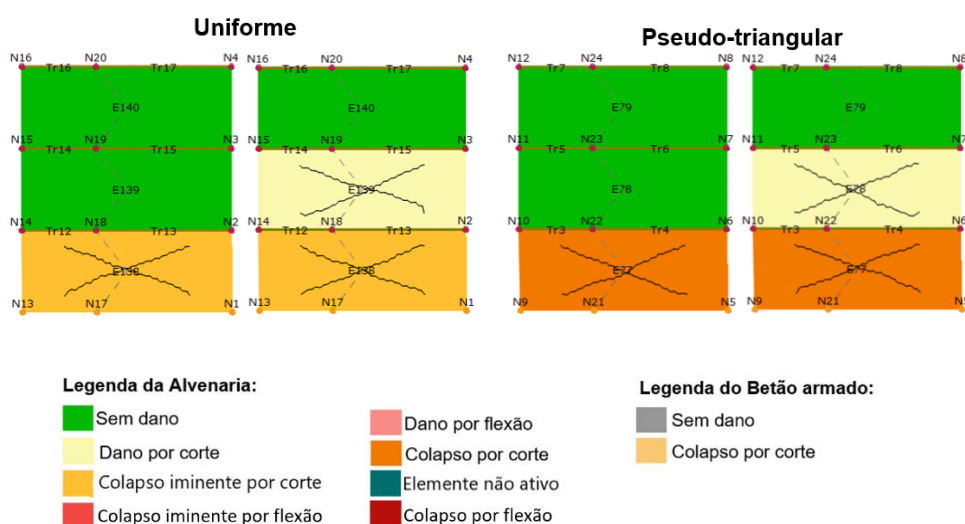 Uniforme
Pseudo-triangular
N16 N20 N4 N16 N20 N4 N12 N24 N8 N12 N24 N8
Tr16 Tr17 Tr16 Tr17 Tr7 Tr8 Tr7 Tr8
E140 E140 E79 E79
N15 N19 N3 N15 N19 N3 N11 N23 N7 N11 N23 N7
Tr14 Tr15 Tr14 Tr15 Tr5 Tr6 Tr5 Tr6
E139 E139 E78 E78
N14 N18 N2 N14 N18 N2 N10 N22 N6 N10 N22 N6
Tr12 Tr13 Tr12 Tr13 Tr3 Tr4 Tr3 Tr4
E138 E138 E77 E77
N13 N17 N1 N13 N17 N1 N9 N21 N5 N9 N21 N5
Legenda da Alvenaria:
Sem dano
Dano por corte
Colapso iminente por corte
Colapso iminente por flexão
Dano por flexão
Colapso por corte
Elemente não ativo
Colapso por flexão
Legenda do Betão armado:
Sem dano
Colapso por corte